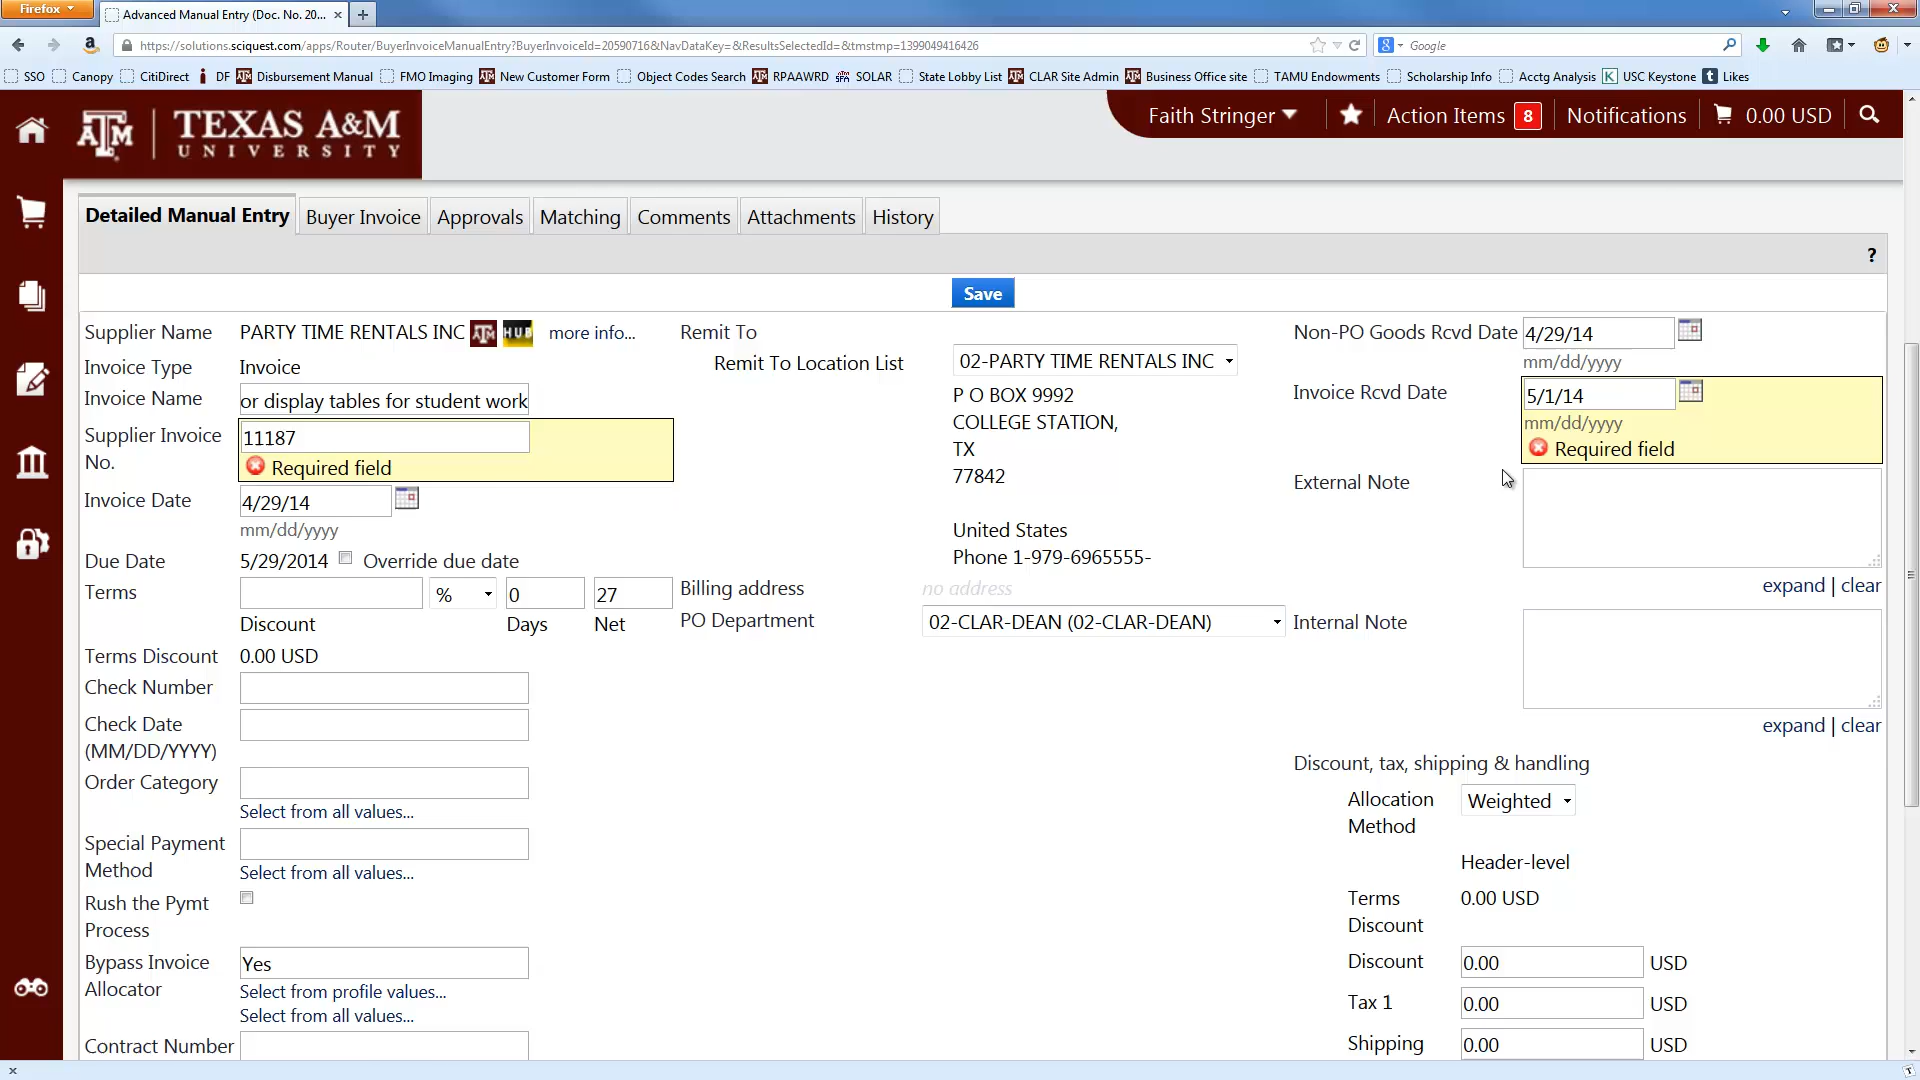 Firefox
Advanced Manual Entry (Doc. No. 20...
https://solutions.sciquest.com/apps/Router/BuyerInvoiceManualEntry?BuyerInvoiceId=20590716&NavDataKey=&ResultsSelectedId=&tmstmp=1399049416426
Google
SSO Canopy CitiDirect DF Disbursement Manual FMO Imaging New Customer Form Object Codes Search RPAAWRD SOLAR State Lobby List CLAR Site Admin Business Office site TAMU Endowments Scholarship Info Acctg Analysis USC Keystone Likes
TEXAS A&M
UNIVERSITY
Faith Stringer Action Items 8 Notifications 0.00 USD
Detailed Manual Entry Buyer Invoice Approvals Matching Comments Attachments History
?
Save
Supplier Name PARTY TIME RENTALS INC HUB more info...
Invoice Type Invoice
Invoice Name or display tables for student work
Supplier Invoice No. 11187
Required field
Invoice Date 4/29/14
mm/dd/yyyy
Due Date 5/29/2014 Override due date
Terms % 0 27
Discount Days Net
Terms Discount 0.00 USD
Check Number
Check Date
(MM/DD/YYYY)
Order Category
Select from all values...
Special Payment
Method
Select from all values...
Rush the Pymt
Process
Bypass Invoice
Allocator
Yes
Select from profile values...
Select from all values...
Contract Number
Remit To
Remit To Location List 02-PARTY TIME RENTALS INC
P O BOX 9992
COLLEGE STATION,
TX
77842
United States
Phone 1-979-6965555-
Billing address no address
PO Department 02-CLAR-DEAN (02-CLAR-DEAN)
Non-PO Goods Rcvd Date 4/29/14
mm/dd/yyyy
Invoice Rcvd Date 5/1/14
mm/dd/yyyy
Required field
External Note
expand | clear
Internal Note
expand | clear
Discount, tax, shipping & handling
Allocation
Method
Weighted
Header-level
Terms
Discount
0.00 USD
Discount 0.00 USD
Tax 1 0.00 USD
Shipping 0.00 USD